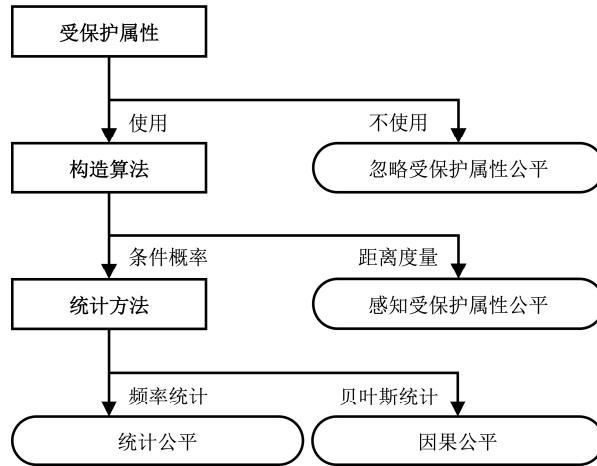 受保护属性
使用
不使用
构造算法
忽略受保护属性公平
条件概率
距离度量
统计方法
感知受保护属性公平
频率统计
贝叶斯统计
统计公平
因果公平